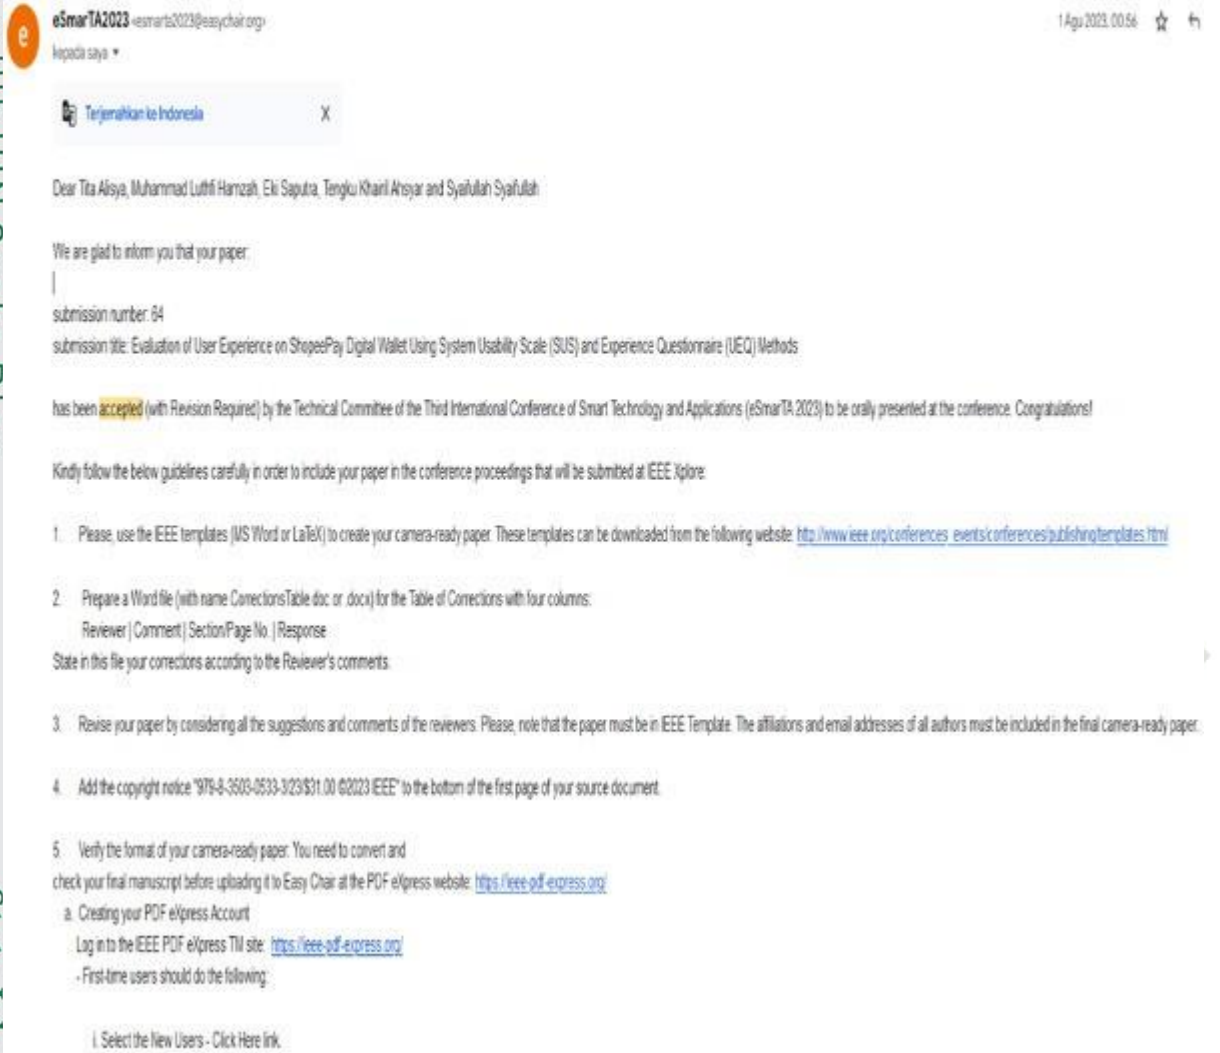 eSmarTA2023 <esmarta2023@easychair.org>
1 Agu 2023, 00.56
kepada saya
Terjemahkan ke Indonesia X
Dear Tita Alisya, Muhammad Luthfi Hamzah, Eki Saputra, Tengku Khairil Ahsyar and Syaifullah Syaifullah
We are glad to inform you that your paper:
submission number: 64
submission title: Evaluation of User Experience on ShopeePay Digital Wallet Using System Usability Scale (SUS) and Experience Questionnaire (UEQ) Methods
has been accepted (with Revision Required) by the Technical Committee of the Third International Conference of Smart Technology and Applications (eSmarTA 2023) to be orally presented at the conference. Congratulations!
Kindly follow the below guidelines carefully in order to include your paper in the conference proceedings that will be submitted at IEEE Xplore:
1. Please, use the IEEE templates (MS Word or LaTeX) to create your camera-ready paper. These templates can be downloaded from the following website: http://www.ieee.org/conferences_events/conferences/publishing/templates.html
2. Prepare a Word file (with name CorrectionsTable.doc or .docx) for the Table of Corrections with four columns:
Reviewer | Comment | Section/Page No. | Response
State in this file your corrections according to the Reviewer's comments.
3. Revise your paper by considering all the suggestions and comments of the reviewers. Please, note that the paper must be in IEEE Template. The affiliations and email addresses of all authors must be included in the final camera-ready paper.
4. Add the copyright notice "979-8-3503-0533-3/23/$31.00 ©2023 IEEE" to the bottom of the first page of your source document.
5. Verify the format of your camera-ready paper. You need to convert and
check your final manuscript before uploading it to Easy Chair at the PDF eXpress website: https://ieee-pdf-express.org/
a. Creating your PDF eXpress Account
Log in to the IEEE PDF eXpress TM site: https://ieee-pdf-express.org/
- First-time users should do the following:
i. Select the New Users - Click Here link.